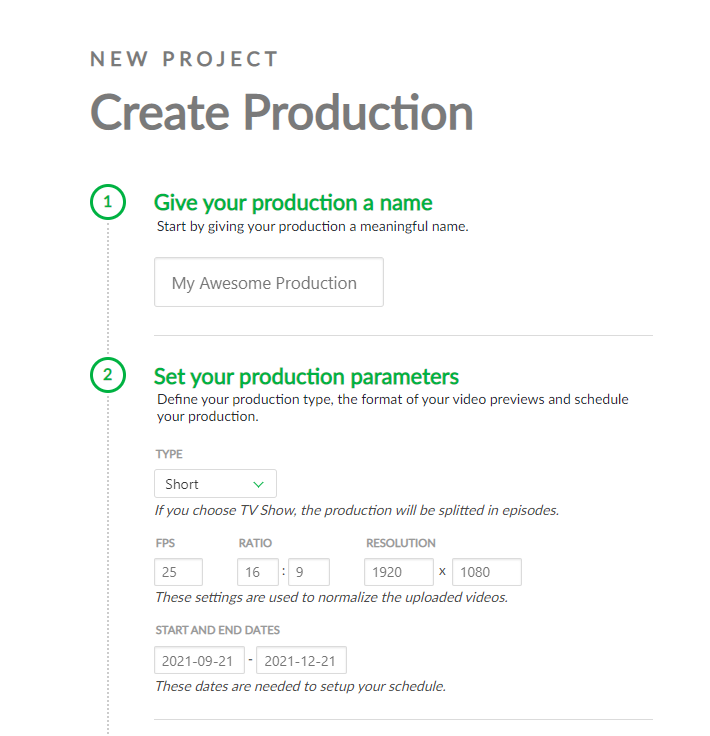 NEW PROJECT
Create Production
1
Give your production a name
Start by giving your production a meaningful name.
My Awesome Production
2
Set your production parameters
Define your production type, the format of your video previews and schedule
your production.
TYPE
Short
If you choose TV Show, the production will be splitted in episodes.
FPS RATIO RESOLUTION
25 16 : 9 1920 x 1080
These settings are used to normalize the uploaded videos.
START AND END DATES
2021-09-21 - 2021-12-21
These dates are needed to setup your schedule.